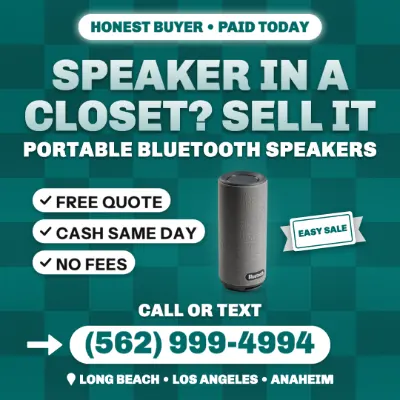 HONEST BUYER • PAID TODAY
SPEAKER IN A
CLOSET? SELL IT
PORTABLE BLUETOOTH SPEAKERS
FREE QUOTE
CASH SAME DAY
NO FEES
EASY SALE
CALL OR TEXT
(562) 999-4994
LONG BEACH • LOS ANGELES • ANAHEIM